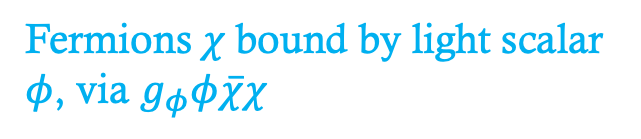 Fermions χ bound by light scalar
ϕ, via g_ϕϕχ̄χ